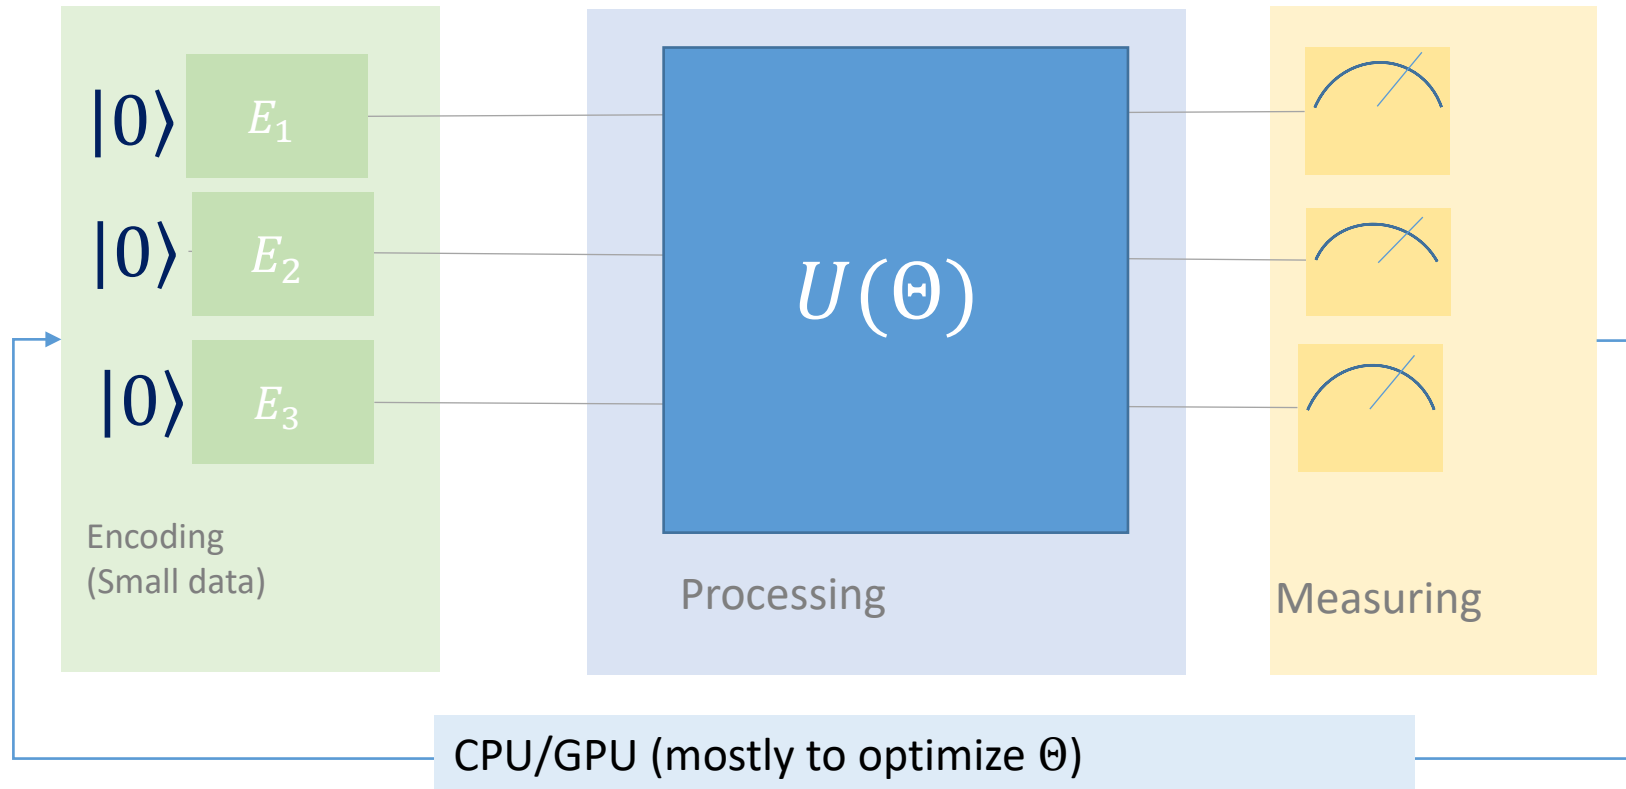 |0⟩ E₁
|0⟩ E₂
|0⟩ E₃
Encoding
(Small data)
U(Θ)
Processing
Measuring
CPU/GPU (mostly to optimize Θ)